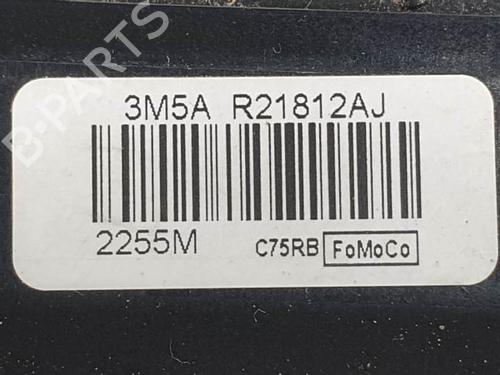 B-PARTS
3M5A R21812AJ
2255M C75RB FoMoCo